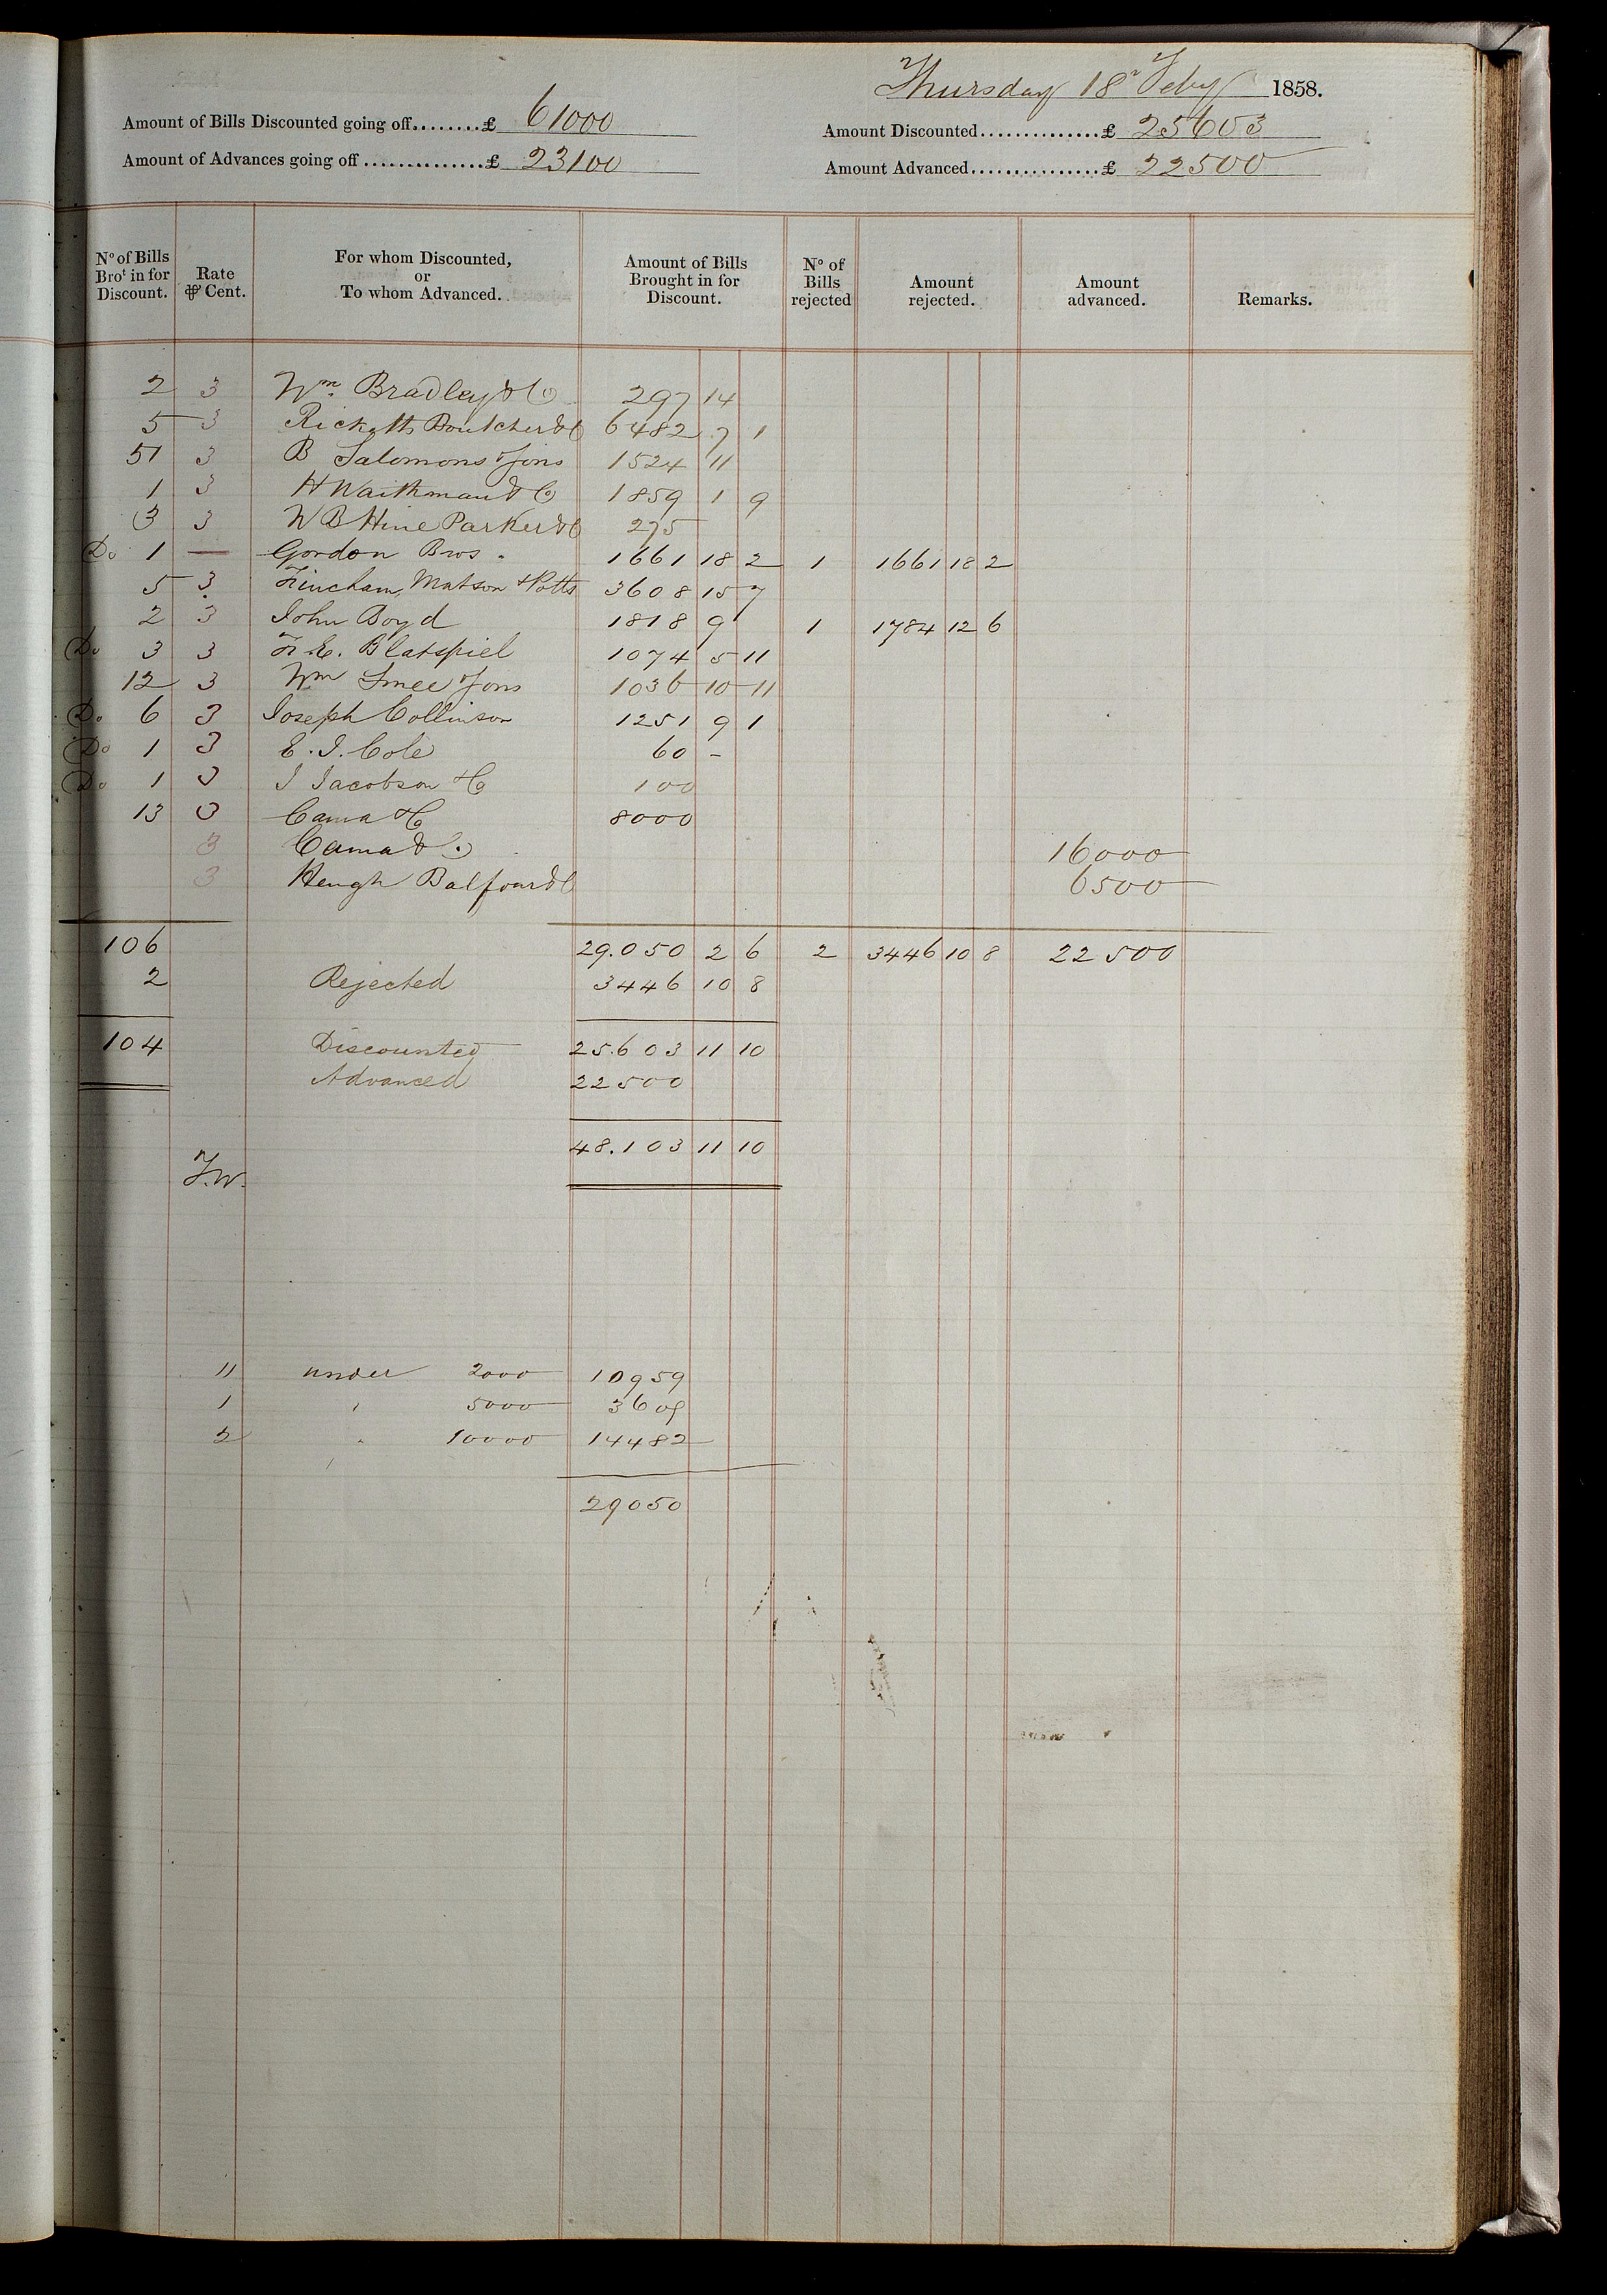 Thursday 18th Feby 1858.
Amount of Bills Discounted going off........£ 61000
Amount Discounted..............£ 25603
Amount of Advances going off..............£ 23100
Amount Advanced................£ 22500
No of Bills Brot in for Discount. Rate ⅌ Cent. For whom Discounted, or To whom Advanced. Amount of Bills Brought in for Discount. No of Bills rejected Amount rejected. Amount advanced. Remarks.
2 3 Wm. Bradley & Co 297 14
5 3 Ricketts Boutcher & C 6482 7 1
51 3 B Salomons & Sons 1524 11
1 3 H Waithman & Co 1859 1 9
3 3 W B Hine Parker & C 275
Do 1 — Gordon Bros. 1661 18 2 1 1661 18 2
5 3 Fincham, Matson & Potts 3608 15 7
2 3 John Boyd 1818 9 1 1784 12 6
Do 3 3 F. E. Blatspiel 1074 5 11
12 3 Wm Smee & Sons 1036 10 11
Do 6 3 Joseph Collinson 1251 9 1
Do 1 3 E. I. Cole 60 -
Do 1 3 I Jacobson & Co 100
13 3 Cama & Co 8000
3 Cama & Co 16000
3 Heugh Balfour & C 6500
106 29.050 2 6 2 3446 10 8 22500
2 Rejected 3446 10 8
104 Discounted 25.603 11 10
Advanced 22500
48.103 11 10
F.W.
11 under 2000 10959
1 " 5000 3609
2 " 10000 14482
29050